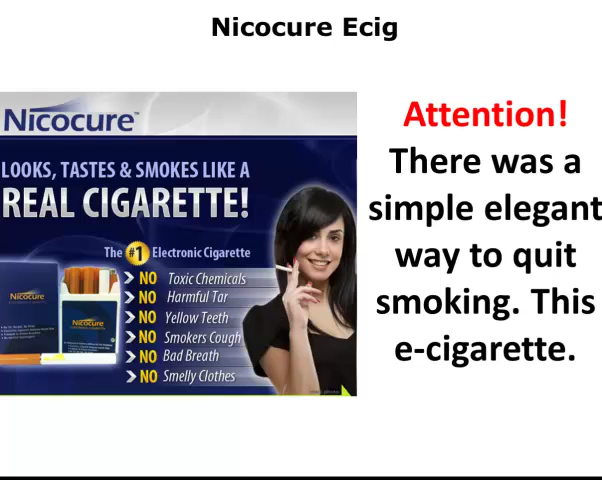 Nicocure Ecig
Nicocure™
LOOKS, TASTES & SMOKES LIKE A
REAL CIGARETTE!
The #1 Electronic Cigarette
NO Toxic Chemicals
NO Harmful Tar
NO Yellow Teeth
NO Smokers Cough
NO Bad Breath
NO Smelly Clothes
NICOCURE
NICOCURE
Attention!
There was a
simple elegant
way to quit
smoking. This
e-cigarette.